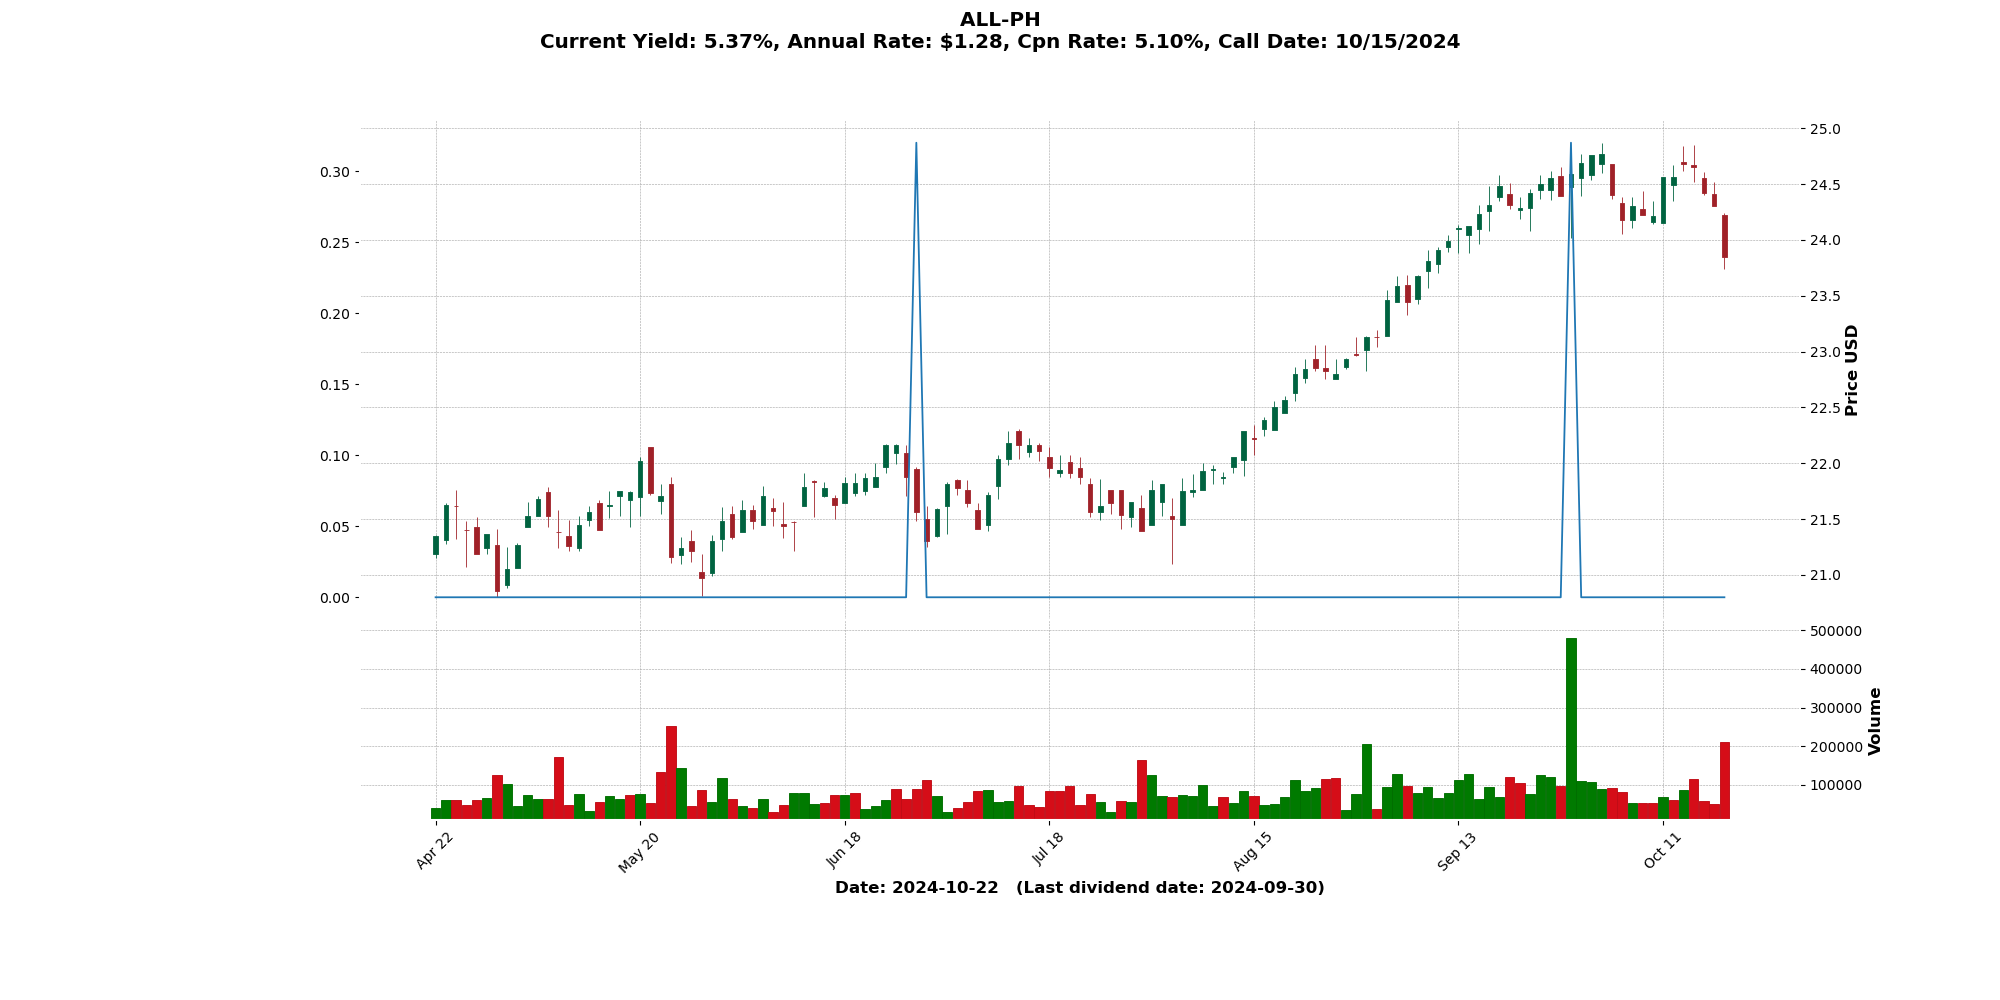 ALL-PH
Current Yield: 5.37%, Annual Rate: $1.28, Cpn Rate: 5.10%, Call Date: 10/15/2024
0.30
0.25
0.20
0.15
0.10
0.05
0.00
25.0
24.5
24.0
23.5
23.0
22.5
22.0
21.5
21.0
Price USD
500000
400000
300000
200000
100000
Volume
Apr 22
May 20
Jun 18
Jul 18
Aug 15
Sep 13
Oct 11
Date: 2024-10-22 (Last dividend date: 2024-09-30)